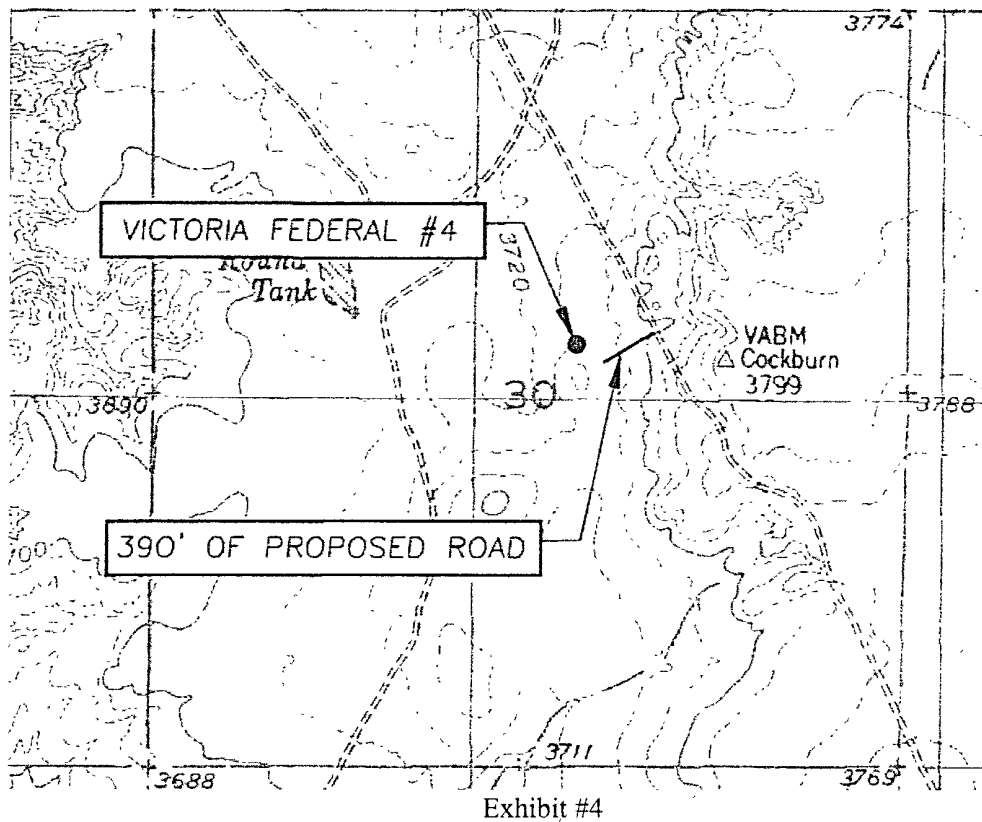 3774
VICTORIA FEDERAL #4
3720
Round
Tank
VABM
Cockburn
3799
30
3890
3788
390' OF PROPOSED ROAD
3711
3688
3769
Exhibit #4